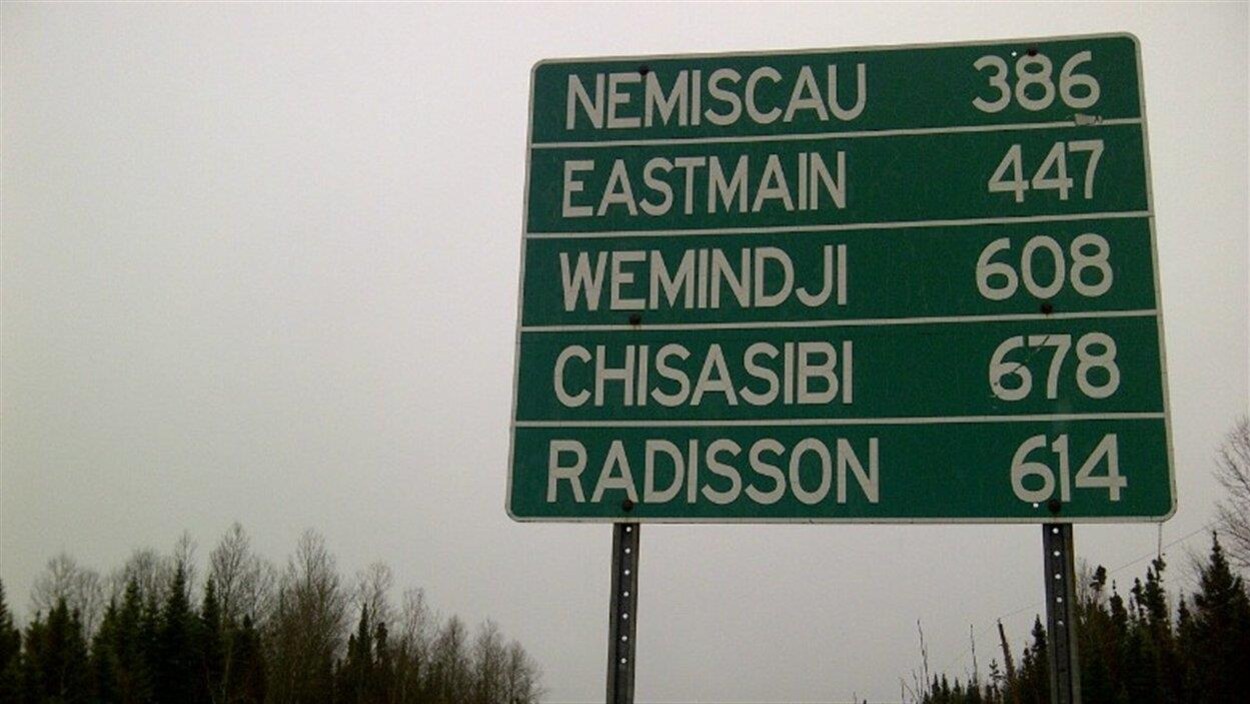 NEMISCAU 386
EASTMAIN 447
WEMINDJI 608
CHISASIBI 678
RADISSON 614